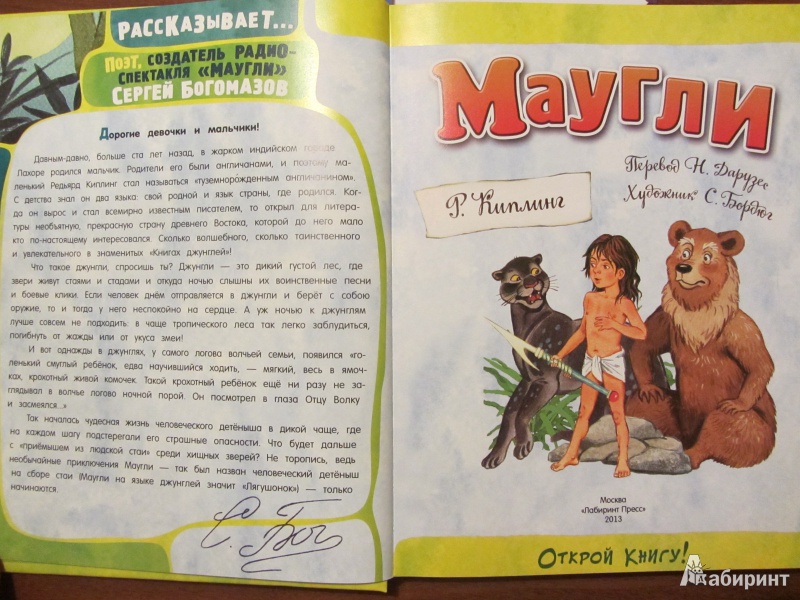 РАССКАЗЫВАЕТ...
ПОЭТ, СОЗДАТЕЛЬ РАДИО-
СПЕКТАКЛЯ «МАУГЛИ»
СЕРГЕЙ БОГОМАЗОВ
Дорогие девочки и мальчики!
Давным-давно, больше ста лет назад, в жарком индийском городе
Лахоре родился мальчик. Родители его были англичанами, и поэтому ма-
ленький Редьярд Киплинг стал называться «туземнорожденным англичанином».
С детства знал он два языка: свой родной и язык страны, где родился. Ког-
да он вырос и стал всемирно известным писателем, то открыл для литера-
туры необъятную, прекрасную страну древнего Востока, которой до него мало
кто по-настоящему интересовался. Сколько волшебного, сколько таинственного
и увлекательного в знаменитых «Книгах джунглей»!
Что такое джунгли, спросишь ты? Джунгли — это дикий густой лес, где
звери живут стаями и стадами и откуда ночью слышны их воинственные песни
и боевые клики. Если человек днём отправляется в джунгли и берёт с собою
оружие, то и тогда у него неспокойно на сердце. А уж ночью к джунглям
лучше совсем не подходить: в чаще тропического леса так легко заблудиться,
погибнуть от жажды или от укуса змеи!
И вот однажды в джунглях, у самого логова волчьей семьи, появился «го-
ленький смуглый ребёнок, едва научившийся ходить, — мягкий, весь в ямоч-
ках, крохотный живой комочек. Такой крохотный ребёнок ещё ни разу не за-
глядывал в волчье логово ночной порой. Он посмотрел в глаза Отцу Волку
и засмеялся...»
Так началась чудесная жизнь человеческого детёныша в дикой чаще, где
на каждом шагу подстерегали его страшные опасности. Что будет дальше
с «приёмышем из людской стаи» среди хищных зверей? Не торопись, ведь
необычайные приключения Маугли — так был назван человеческий детёныш
на сборе стаи (Маугли на языке джунглей значит «Лягушонок») — только
начинаются.
С. Бог
МАУГЛИ
Перевод Н. Дарузес
Художник С. Бордюг
Р. Киплинг
Москва
«Лабиринт Пресс»
2013
ОТКРОЙ КНИГУ!
Лабиринт